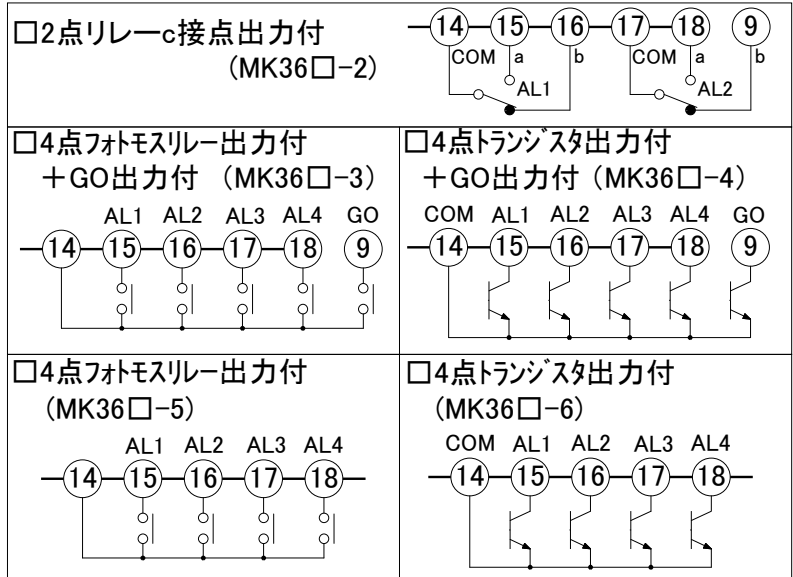 □2点リレーc接点出力付
(MK36□-2)
14 15 16 17 18 9
COM a b COM a b
AL1 AL2
□4点フォトモスリレー出力付
+GO出力付 (MK36□-3)
AL1 AL2 AL3 AL4 GO
14 15 16 17 18 9
□4点トランジスタ出力付
+GO出力付 (MK36□-4)
COM AL1 AL2 AL3 AL4 GO
14 15 16 17 18 9
□4点フォトモスリレー出力付
(MK36□-5)
AL1 AL2 AL3 AL4
14 15 16 17 18
□4点トランジスタ出力付
(MK36□-6)
COM AL1 AL2 AL3 AL4
14 15 16 17 18